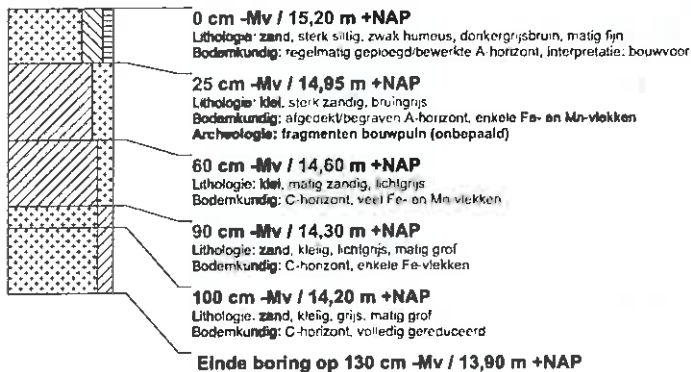 0 cm -Mv / 15,20 m +NAP
Lithologie: zand, sterk siltig, zwak humeus, donkergrijsbruin, matig fijn
Bodemkundig: regelmatig geploegd/bewerkte A-horizont, interpretatie: bouwvoor
25 cm -Mv / 14,95 m +NAP
Lithologie: klei, sterk zandig, bruingrijs
Bodemkundig: afgedekt/begraven A-horizont, enkele Fe- en Mn-vlekken
Archeologie: fragmenten bouwpuin (onbepaald)
60 cm -Mv / 14,60 m +NAP
Lithologie: klei, matig zandig, lichtgrijs
Bodemkundig: C-horizont, veel Fe- en Mn-vlekken
90 cm -Mv / 14,30 m +NAP
Lithologie: zand, kleiig, lichtgrijs, matig grof
Bodemkundig: C-horizont, enkele Fe-vlekken
100 cm -Mv / 14,20 m +NAP
Lithologie: zand, kleiig, grijs, matig grof
Bodemkundig: C-horizont, volledig gereduceerd
Einde boring op 130 cm -Mv / 13,90 m +NAP